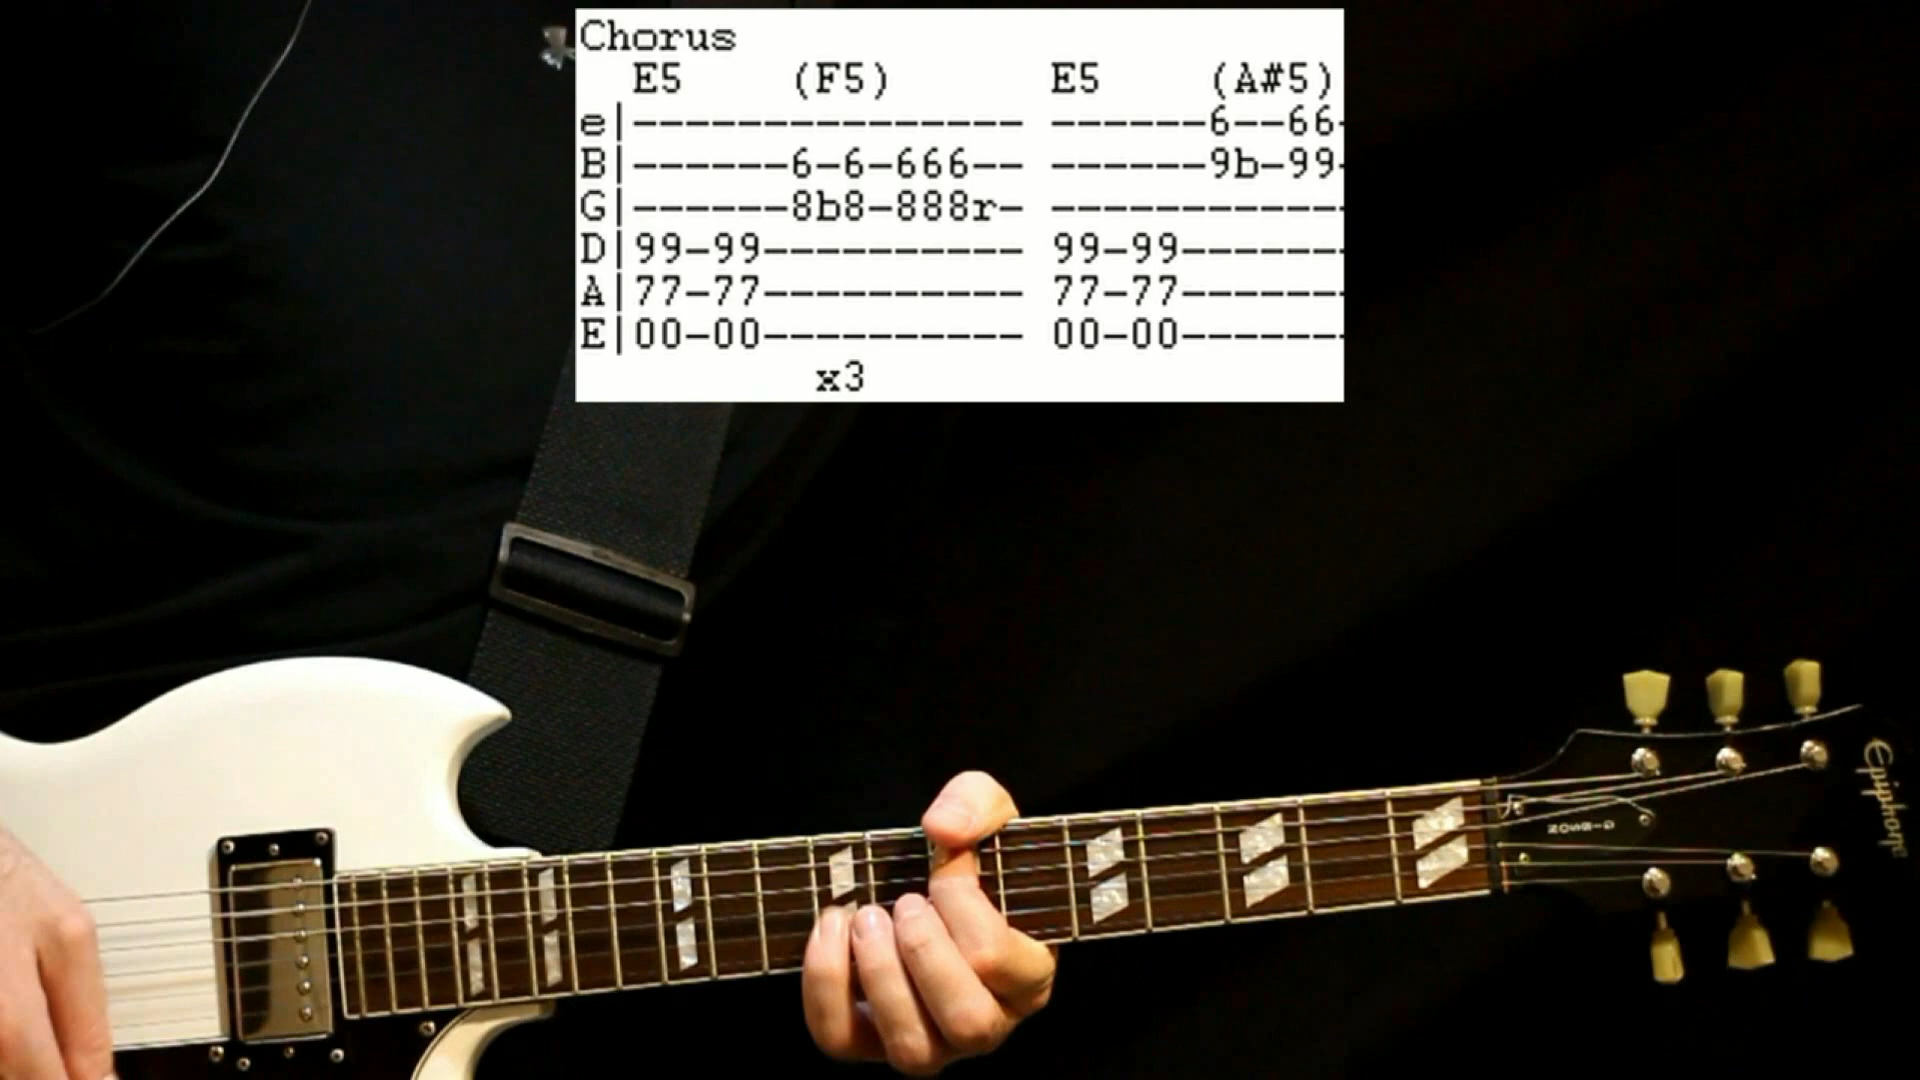 Chorus
E5 (F5) E5 (A#5)
e|--------------- ------6--66-
B|------6-6-666-- ------9b-99-
G|------8b8-888r- ------------
D|99-99---------- 99-99-------
A|77-77---------- 77-77-------
E|00-00---------- 00-00-------
x3
Epiphone
G-400